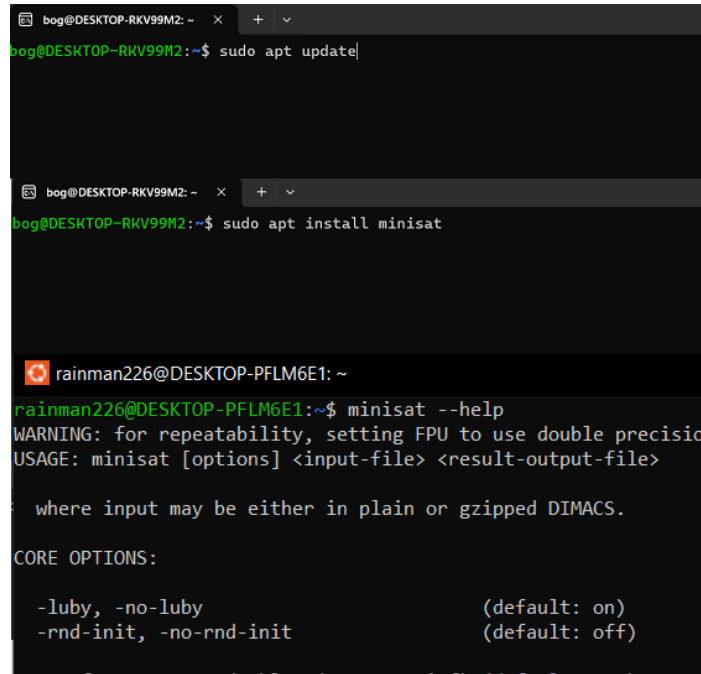 bog@DESKTOP-RKV99M2: ~
bog@DESKTOP-RKV99M2:~$ sudo apt update
bog@DESKTOP-RKV99M2: ~
bog@DESKTOP-RKV99M2:~$ sudo apt install minisat
rainman226@DESKTOP-PFLM6E1: ~
rainman226@DESKTOP-PFLM6E1:~$ minisat --help
WARNING: for repeatability, setting FPU to use double precisio
USAGE: minisat [options] <input-file> <result-output-file>
where input may be either in plain or gzipped DIMACS.
CORE OPTIONS:
-luby, -no-luby (default: on)
-rnd-init, -no-rnd-init (default: off)